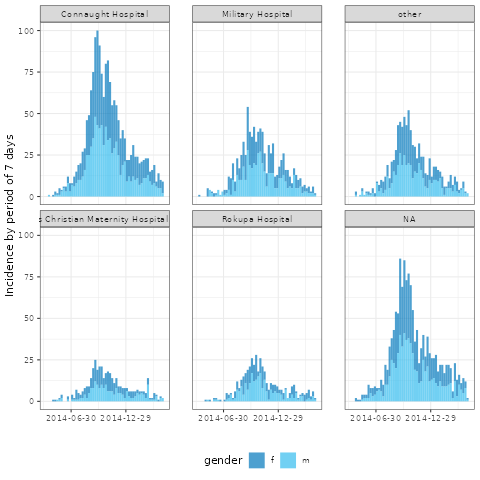 Connaught Hospital
Military Hospital
other
100
75
50
25
0
s Christian Maternity Hospital
Rokupa Hospital
NA
100
75
50
25
0
2014-06-30
2014-12-29
2014-06-30
2014-12-29
2014-06-30
2014-12-29
Incidence by period of 7 days
gender
f
m